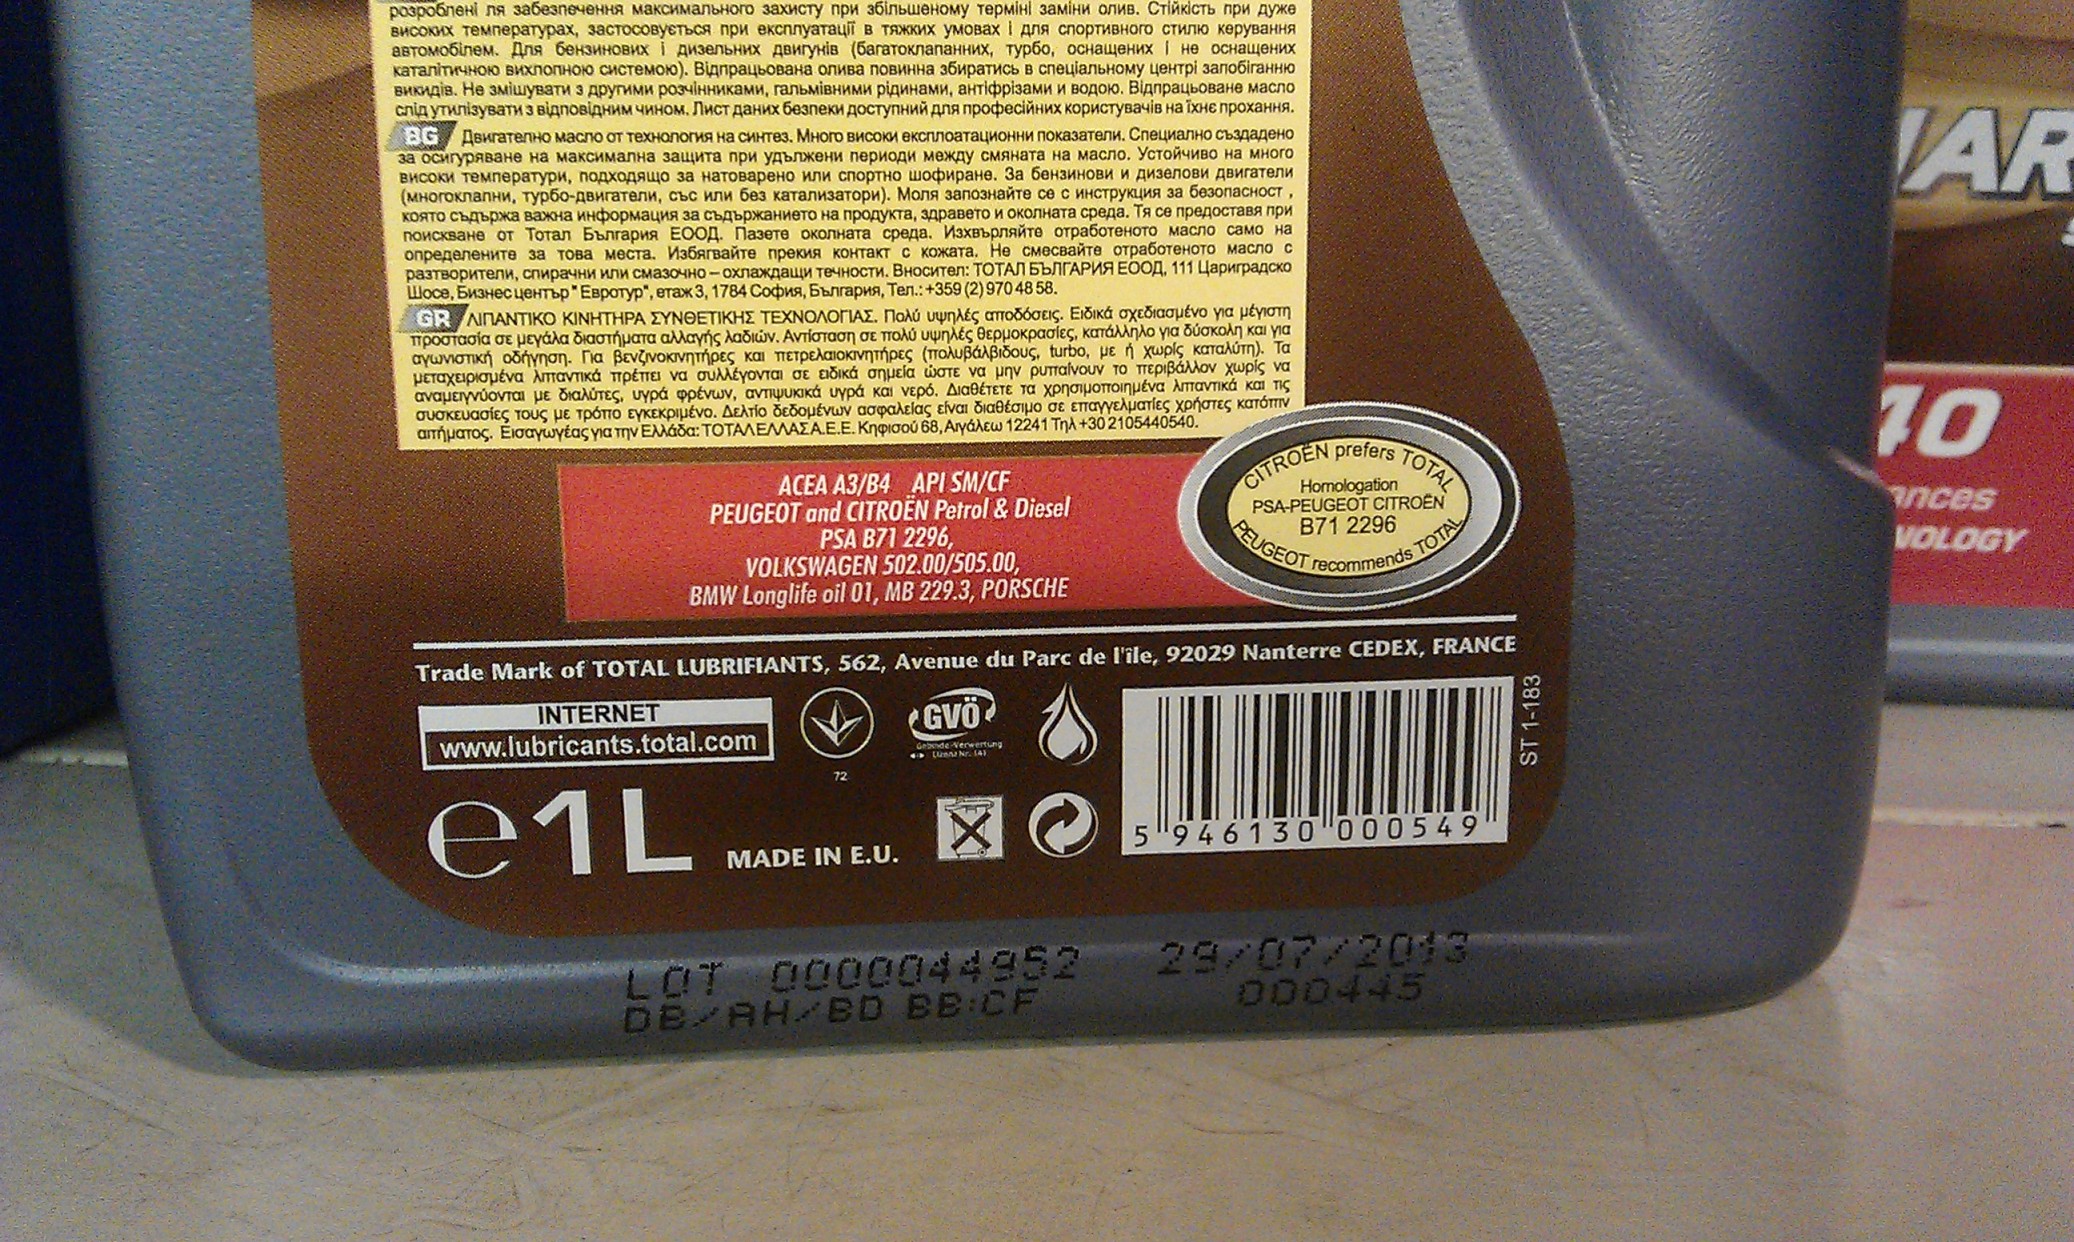 розроблені ля забезпечення максимального захисту при збільшеному терміні заміни олив. Стійкість при дуже
високих температурах, застосовується при експлуатації в тяжких умовах і для спортивного стилю керування
автомобілем. Для бензинових і дизельних двигунів (багатоклапанних, турбо, оснащених і не оснащених
каталітичною вихлопною системою). Відпрацьована олива повинна збиратись в спеціальному центрі запобіганню
викидів. Не змішувати з другими розчінниками, гальмівними рідинами, антіфрізами и водою. Відпрацьоване масло
слід утилізувати з відповідним чином. Лист даних безпеки доступний для професійних користувачів на їхнє прохання.
BG Двигателно масло от технология на синтез. Много високи експлоатационни показатели. Специално създадено
за осигуряване на максимална защита при удължени периоди между смяната на масло. Устойчиво на много
високи температури, подходящо за натоварено или спортно шофиране. За бензинови и дизелови двигатели
(многоклапни, турбо-двигатели, със или без катализатори). Моля запознайте се с инструкция за безопасност ,
която съдържа важна информация за съдържанието на продукта, здравето и околната среда. Тя се предоставя при
поискване от Тотал България ЕООД. Пазете околната среда. Изхвърляйте отработеното масло само на
определените за това места. Избягвайте прекия контакт с кожата. Не смесвайте отработеното масло с
разтворители, спирачни или смазочно – охлаждащи течности. Вносител: ТОТАЛ БЪЛГАРИЯ ЕООД, 111 Цариградско
Шосе, Бизнес център " Евротур", етаж 3, 1784 София, България, Тел.: +359 (2) 970 48 58.
GR ΛΙΠΑΝΤΙΚΟ ΚΙΝΗΤΗΡΑ ΣΥΝΘΕΤΙΚΗΣ ΤΕΧΝΟΛΟΓΙΑΣ. Πολύ υψηλές αποδόσεις. Ειδικά σχεδιασμένο για μέγιστη
προστασία σε μεγάλα διαστήματα αλλαγής λαδιών. Αντίσταση σε πολύ υψηλές θερμοκρασίες, κατάλληλο για δύσκολη και για
αγωνιστική οδήγηση. Για βενζινοκινητήρες και πετρελαιοκινητήρες (πολυβάλβιδους, turbo, με ή χωρίς καταλύτη). Τα
μεταχειρισμένα λιπαντικά πρέπει να συλλέγονται σε ειδικά σημεία ώστε να μην ρυπαίνουν το περιβάλλον χωρίς να
αναμειγνύονται με διαλύτες, υγρά φρένων, αντιψυκικά υγρά και νερό. Διαθέτετε τα χρησιμοποιημένα λιπαντικά και τις
συσκευασίες τους με τρόπο εγκεκριμένο. Δελτίο δεδομένων ασφαλείας είναι διαθέσιμο σε επαγγελματίες χρήστες κατόπιν
αιτήματος. Εισαγωγέας για την Ελλάδα: ΤΟΤΑΛ ΕΛΛΑΣ Α.Ε.Ε. Κηφισού 68, Αιγάλεω 12241 Τηλ +30 2105440540.
ACEA A3/B4 API SM/CF
PEUGEOT and CITROËN Petrol & Diesel
PSA B71 2296,
VOLKSWAGEN 502.00/505.00,
BMW Longlife oil 01, MB 229.3, PORSCHE
CITROËN prefers TOTAL
Homologation
PSA-PEUGEOT CITROËN
B71 2296
PEUGEOT recommends TOTAL
Trade Mark of TOTAL LUBRIFIANTS, 562, Avenue du Parc de l'île, 92029 Nanterre CEDEX, FRANCE
INTERNET
www.lubricants.total.com
72
GVÖ
Gebinde-Verwertung
ST 1-183
e 1L MADE IN E.U.
5 946130 000549
LOT 0000044952 29/07/2013
DB/AH/BD BB:CF 000445
IAR
40
ances
NOLOGY